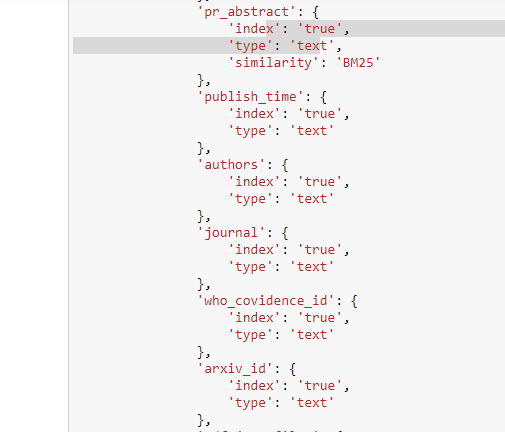 'pr_abstract': {
'index': 'true',
'type': 'text',
'similarity': 'BM25'
},
'publish_time': {
'index': 'true',
'type': 'text'
},
'authors': {
'index': 'true',
'type': 'text'
},
'journal': {
'index': 'true',
'type': 'text'
},
'who_covidence_id': {
'index': 'true',
'type': 'text'
},
'arxiv_id': {
'index': 'true',
'type': 'text'
},